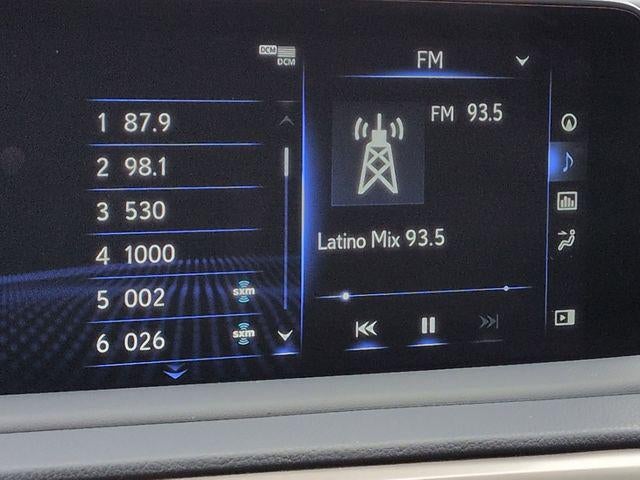 DCM
DCM
FM
1 87.9
2 98.1
3 530
4 1000
5 002 sxm
6 026 sxm
FM 93.5
Latino Mix 93.5